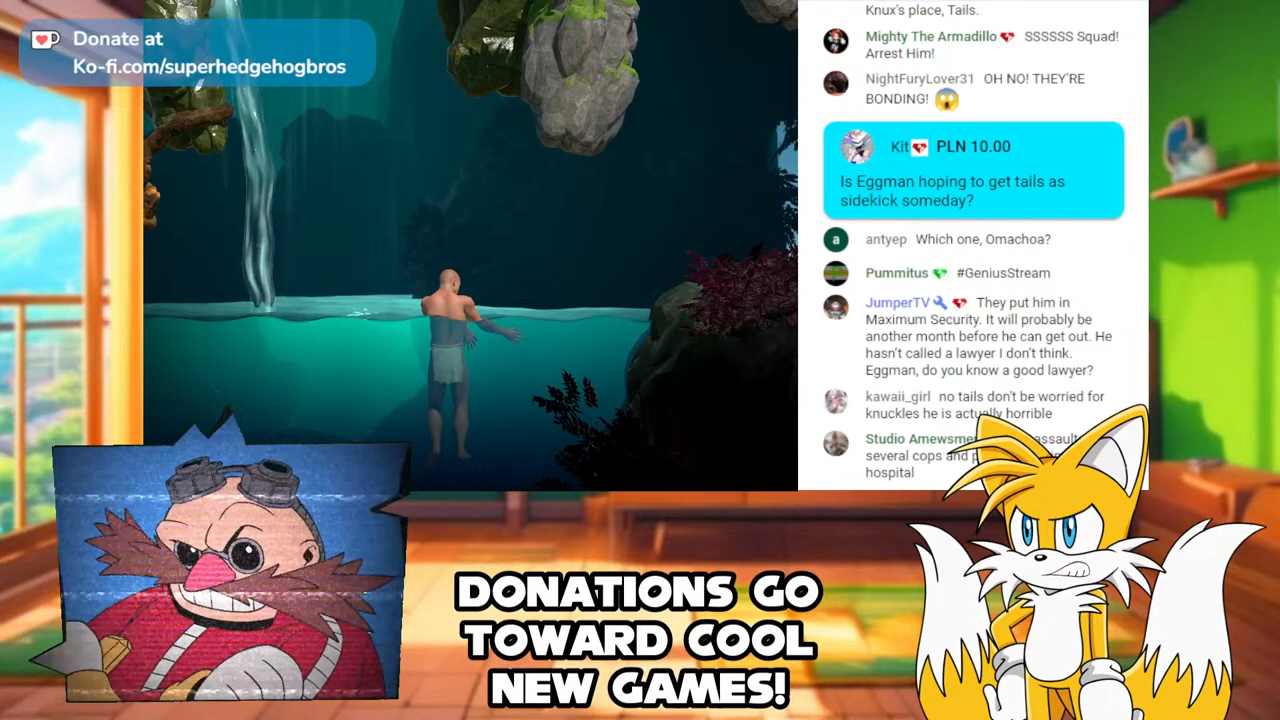 Donate at
Ko-fi.com/superhedgehogbros
Knux's place, Tails.
Mighty The Armadillo SSSSSS Squad!
Arrest Him!
NightFuryLover31 OH NO! THEY'RE
BONDING!
Kit PLN 10.00
Is Eggman hoping to get tails as
sidekick someday?
a antyep Which one, Omachoa?
Pummitus #GeniusStream
JumperTV They put him in
Maximum Security. It will probably be
another month before he can get out. He
hasn't called a lawyer I don't think.
Eggman, do you know a good lawyer?
kawaii_girl no tails don't be worried for
knuckles he is actually horrible
Studio assault
several cops and
hospital
DONATIONS GO
TOWARD COOL
NEW GAMES!